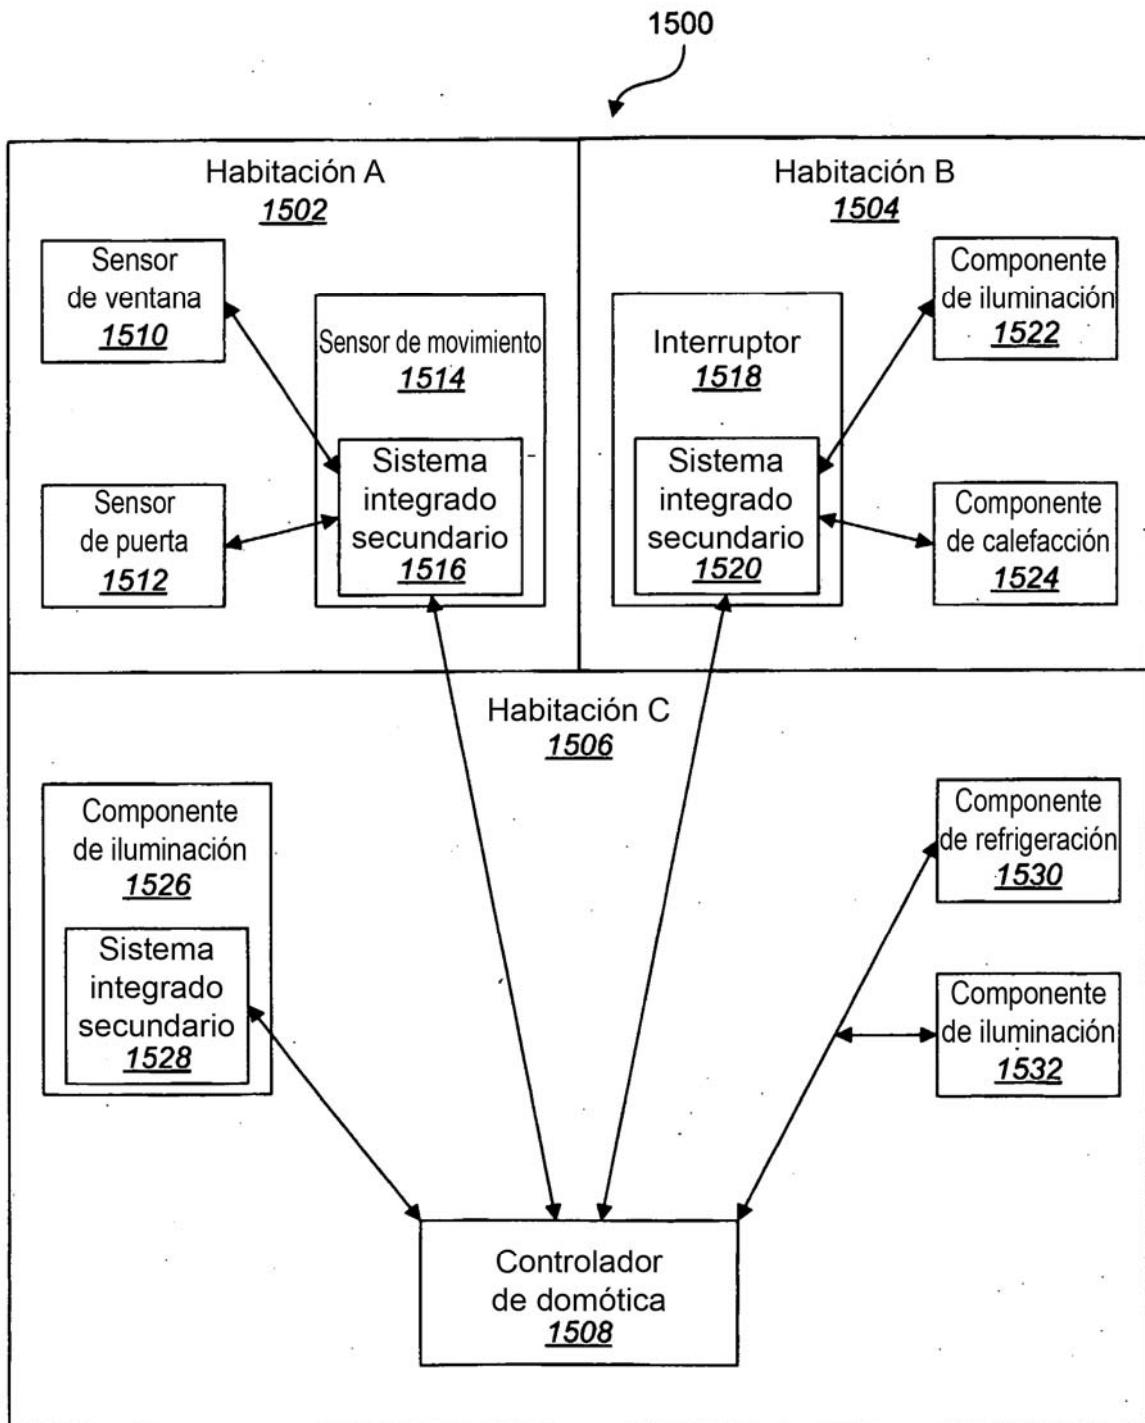 1500
Habitación A
1502
Sensor
de ventana
1510
Sensor de movimiento
1514
Sistema
integrado
secundario
1516
Sensor
de puerta
1512
Habitación B
1504
Interruptor
1518
Sistema
integrado
secundario
1520
Componente
de iluminación
1522
Componente
de calefacción
1524
Habitación C
1506
Componente
de iluminación
1526
Sistema
integrado
secundario
1528
Componente
de refrigeración
1530
Componente
de iluminación
1532
Controlador
de domótica
1508